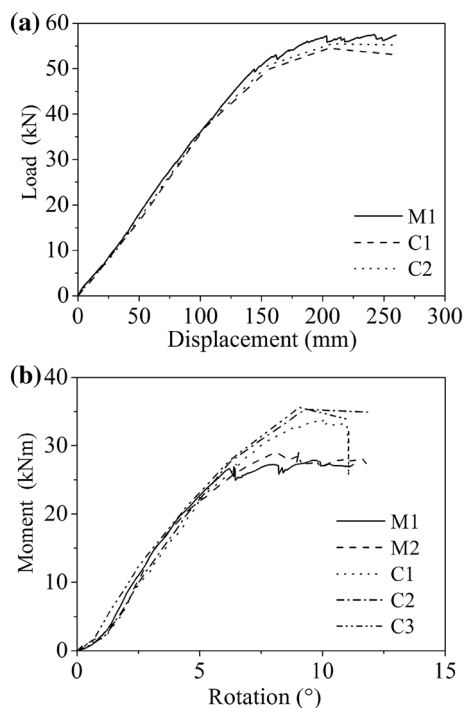 (a)
60
50
40
30
20
10
0
Load (kN)
M1
C1
C2
0 50 100 150 200 250 300
Displacement (mm)
(b)
40
30
20
10
0
Moment (kNm)
M1
M2
C1
C2
C3
0 5 10 15
Rotation (°)